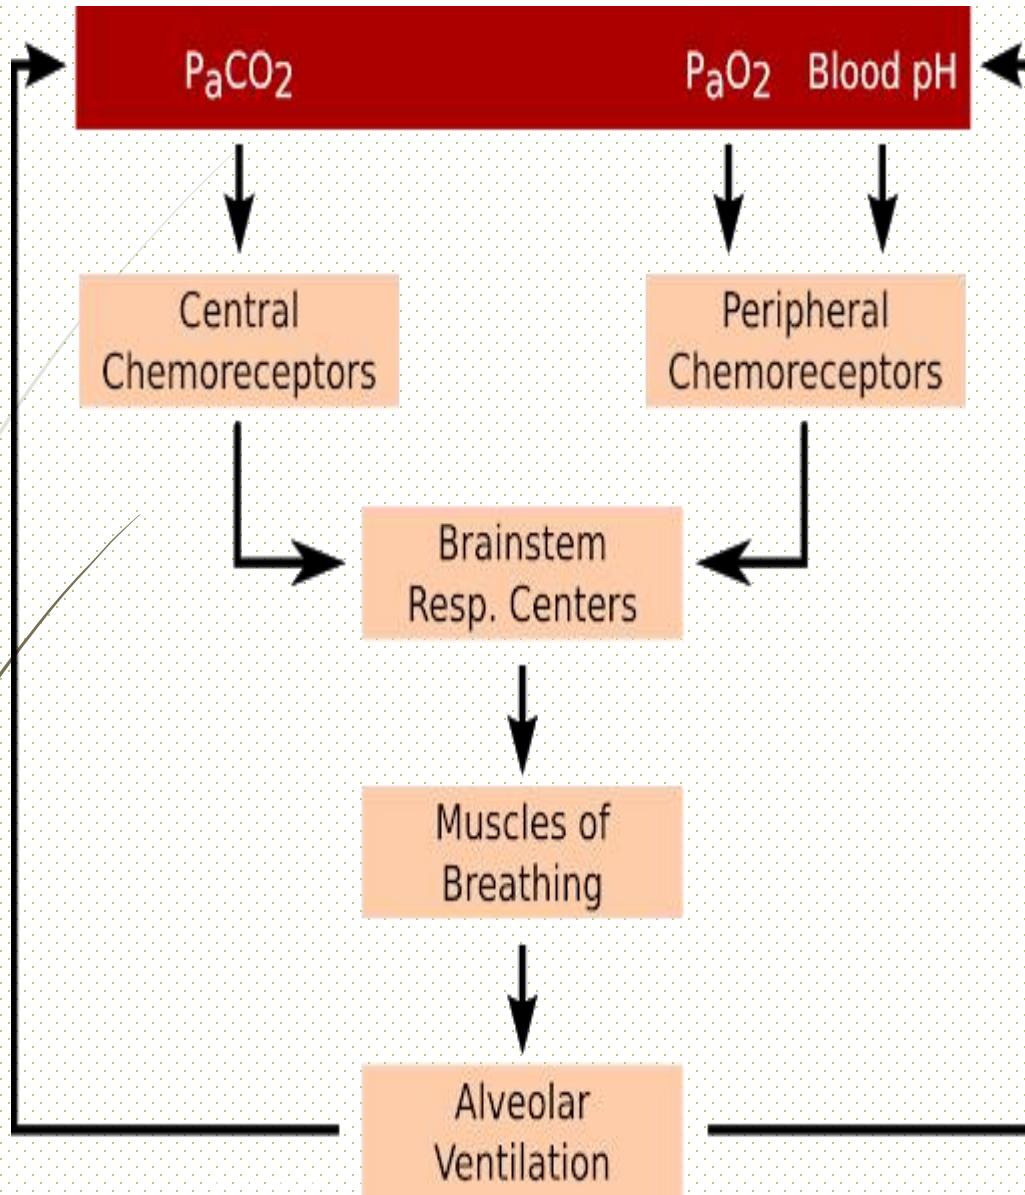 PaCO2 PaO2 Blood pH
Central
Chemoreceptors
Peripheral
Chemoreceptors
Brainstem
Resp. Centers
Muscles of
Breathing
Alveolar
Ventilation